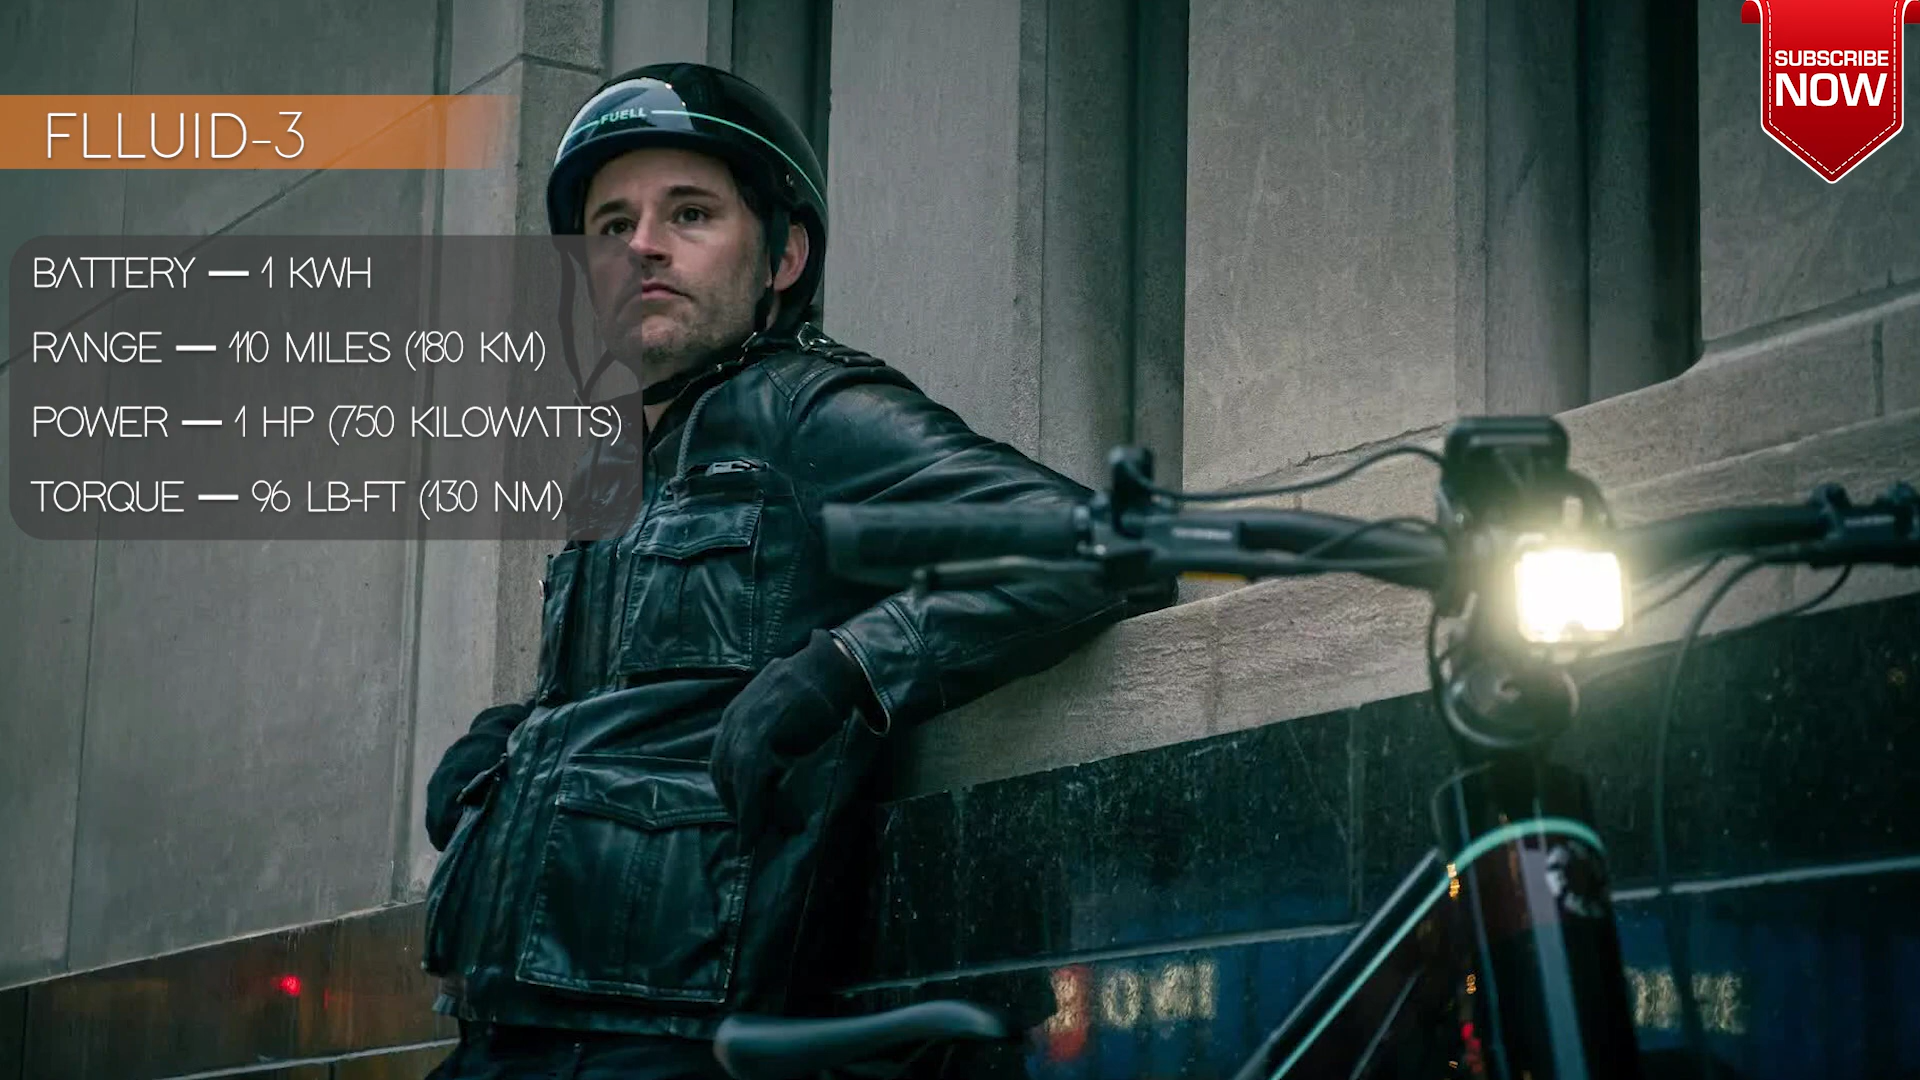 SUBSCRIBE
NOW
FUELL
FLLUID-3
BATTERY — 1 KWH
RANGE — 110 MILES (180 KM)
POWER — 1 HP (750 KILOWATTS)
TORQUE — 96 LB-FT (130 NM)